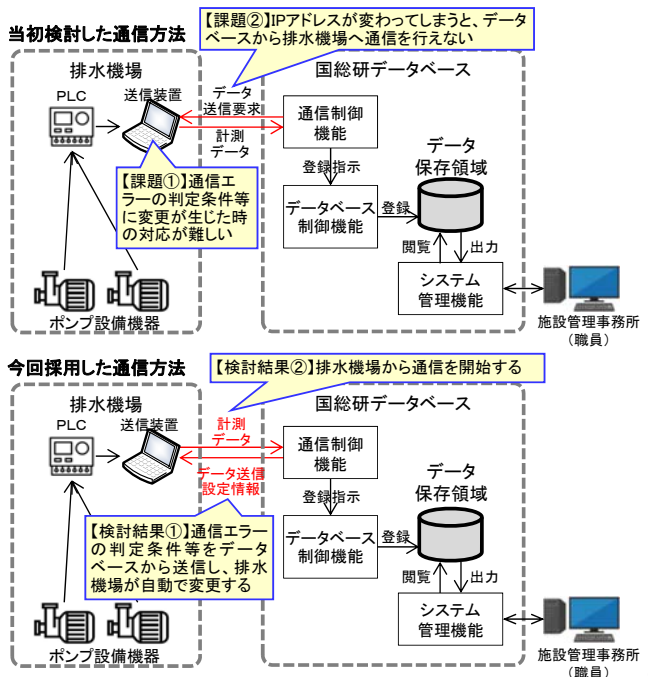 当初検討した通信方法
【課題②】IPアドレスが変わってしまうと、データ
ベースから排水機場へ通信を行えない
排水機場
国総研データベース
PLC
送信装置
データ
送信要求
計測
データ
通信制御
機能
登録指示
データベース
制御機能
登録
データ
保存領域
閲覧
出力
システム
管理機能
【課題①】通信エ
ラーの判定条件等
に変更が生じた時
の対応が難しい
ポンプ設備機器
施設管理事務所
（職員）
今回採用した通信方法
【検討結果②】排水機場から通信を開始する
排水機場
国総研データベース
PLC
送信装置
計測
データ
データ送信
設定情報
通信制御
機能
登録指示
データベース
制御機能
登録
データ
保存領域
閲覧
出力
システム
管理機能
【検討結果①】通信エラー
の判定条件等をデータ
ベースから送信し、排水
機場が自動で変更する
ポンプ設備機器
施設管理事務所
（職員）